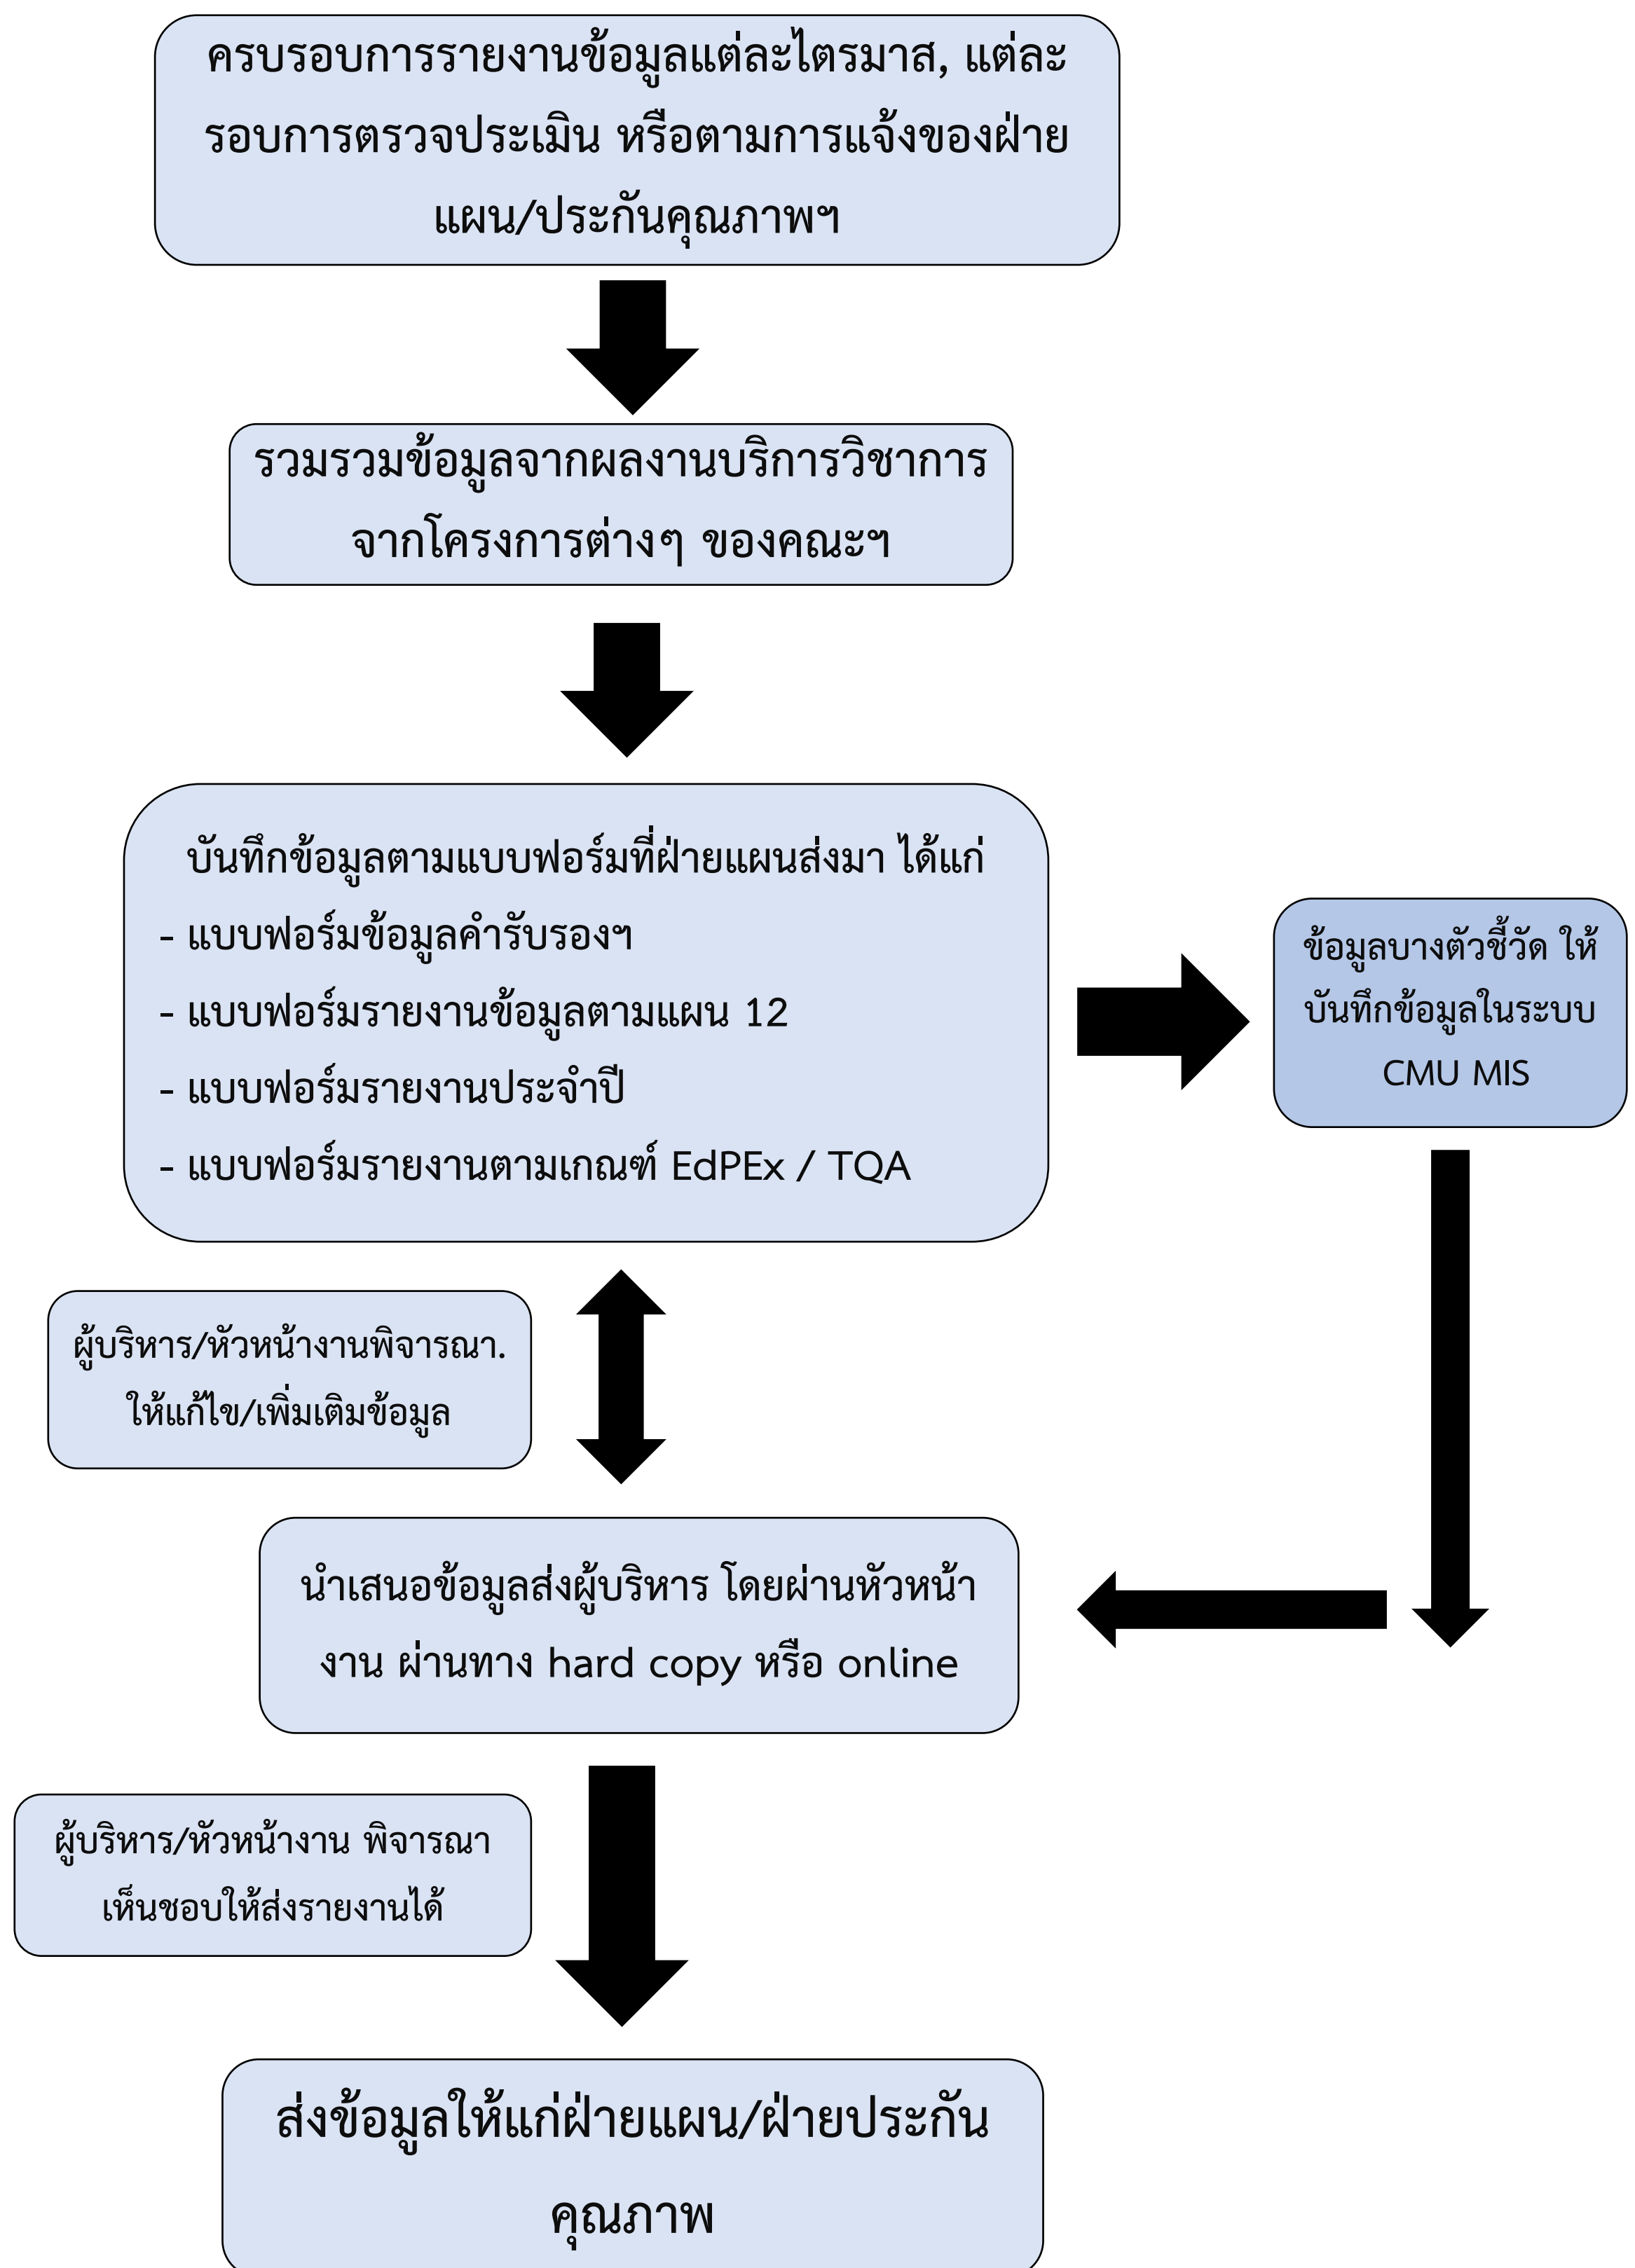 ครบรอบการรายงานข้อมูลแต่ละไตรมาส, แต่ละ
รอบการตรวจประเมิน หรือตามการแจ้งของฝ่าย
แผน/ประกันคุณภาพฯ
รวมรวมข้อมูลจากผลงานบริการวิชาการ
จากโครงการต่างๆ ของคณะฯ
บันทึกข้อมูลตามแบบฟอร์มที่ฝ่ายแผนส่งมา ได้แก่
- แบบฟอร์มข้อมูลคำรับรองฯ
- แบบฟอร์มรายงานข้อมูลตามแผน 12
- แบบฟอร์มรายงานประจำปี
- แบบฟอร์มรายงานตามเกณฑ์ EdPEx / TQA
ข้อมูลบางตัวชี้วัด ให้
บันทึกข้อมูลในระบบ
CMU MIS
ผู้บริหาร/หัวหน้างานพิจารณา.
ให้แก้ไข/เพิ่มเติมข้อมูล
นำเสนอข้อมูลส่งผู้บริหาร โดยผ่านหัวหน้า
งาน ผ่านทาง hard copy หรือ online
ผู้บริหาร/หัวหน้างาน พิจารณา
เห็นชอบให้ส่งรายงานได้
ส่งข้อมูลให้แก่ฝ่ายแผน/ฝ่ายประกัน
คุณภาพ